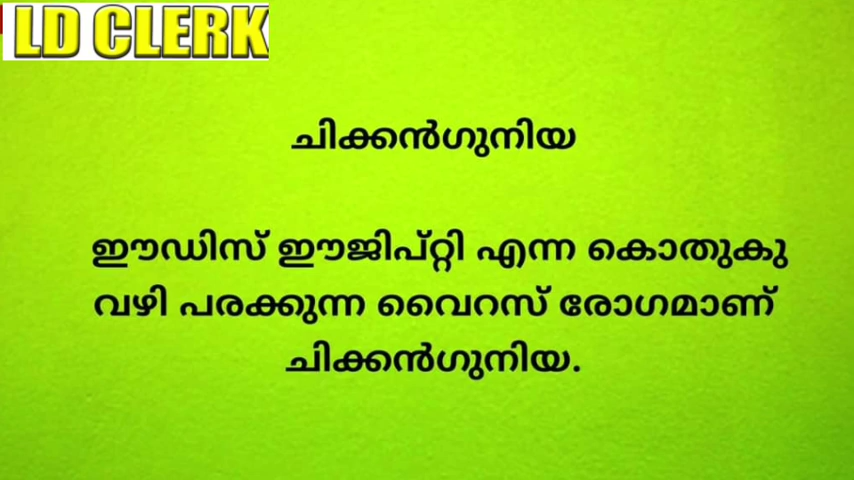 LD CLERK
ചിക്കൻഗുനിയ
ഈഡിസ് ഈജിപ്റ്റി എന്ന കൊതുകു
വഴി പരക്കുന്ന വൈറസ് രോഗമാണ്
ചിക്കൻഗുനിയ.